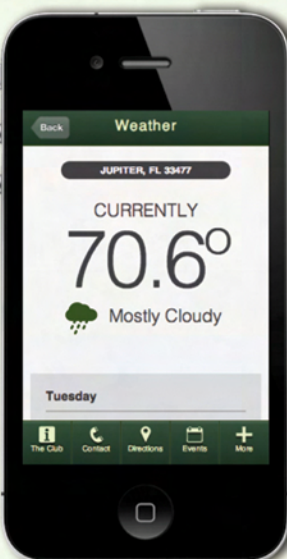 Back
Weather
JUPITER, FL 33477
CURRENTLY
70.6°
Mostly Cloudy
Tuesday
The Club Contact Directions Events More